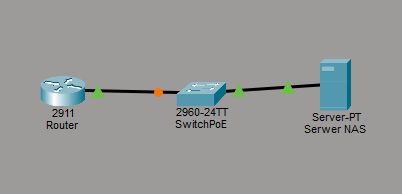 2911
Router
2960-24TT
SwitchPoE
Server-PT
Serwer NAS